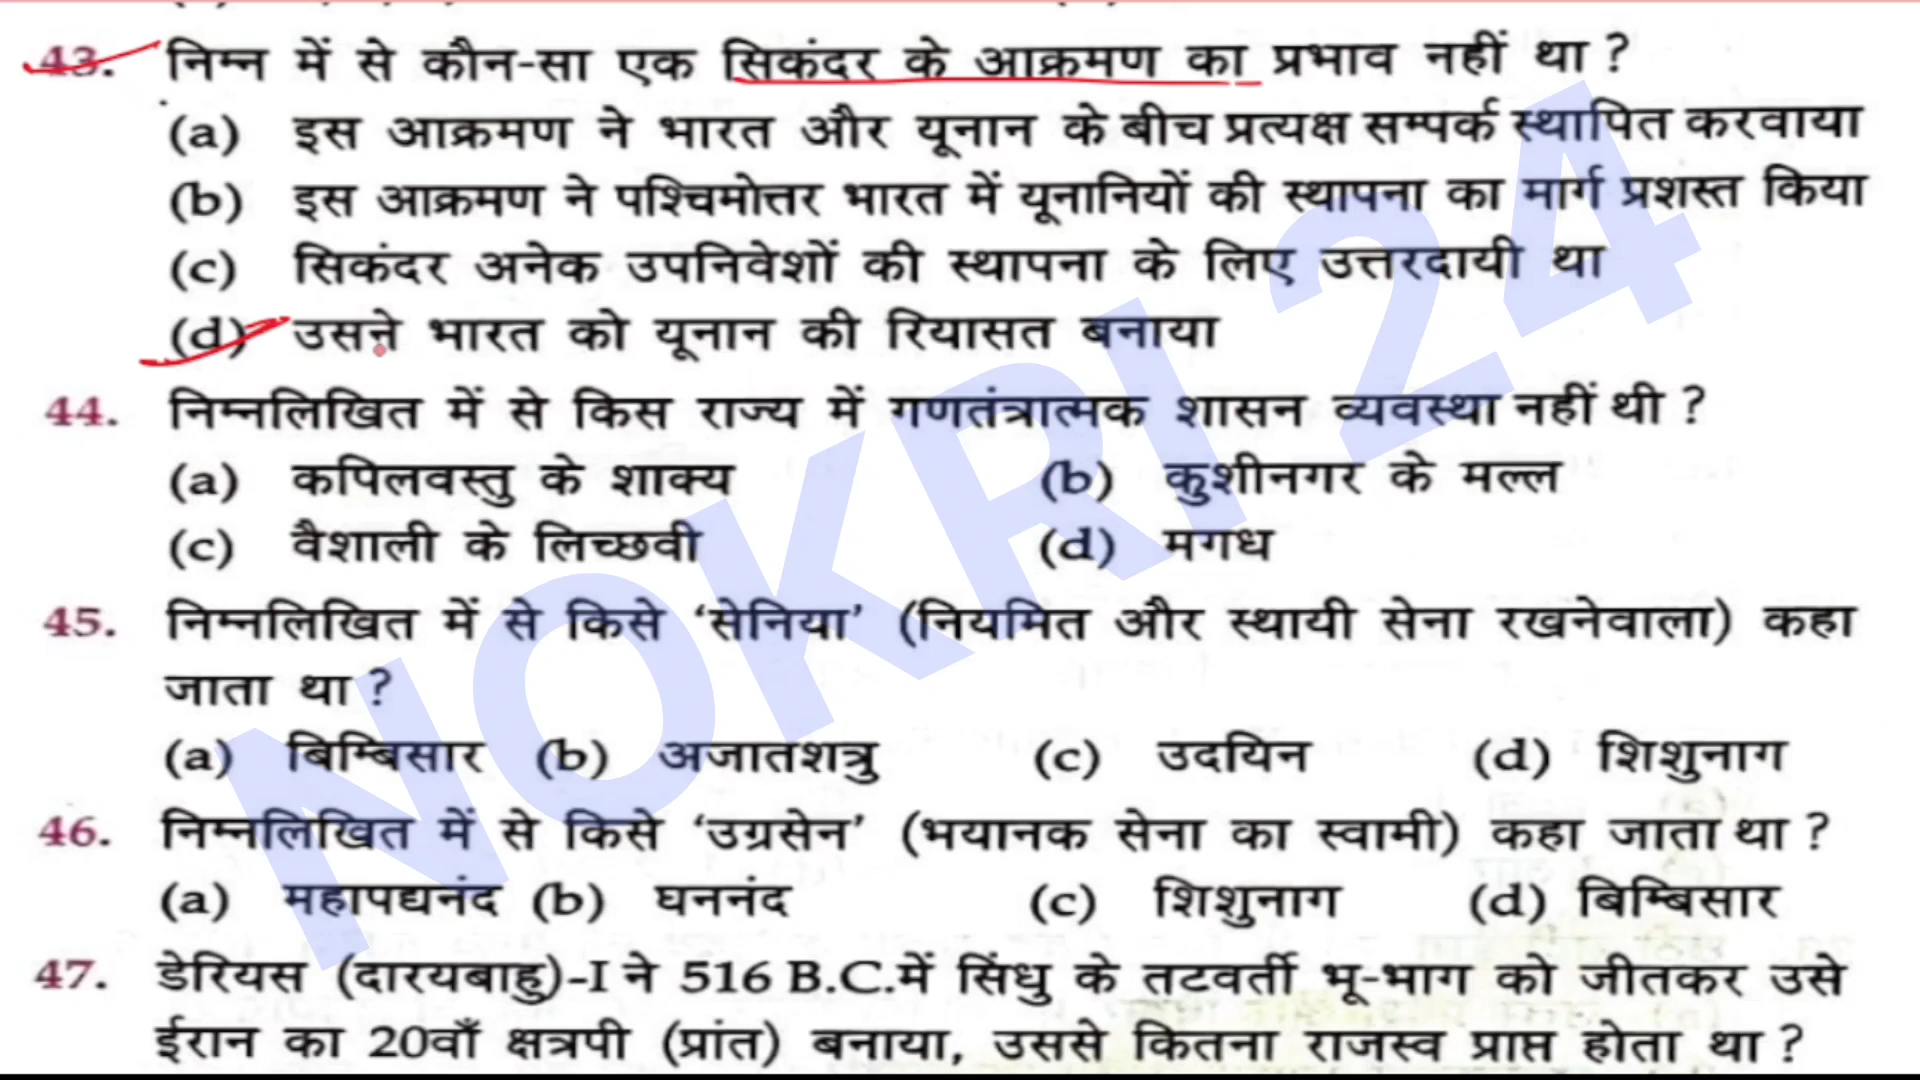 43. निम्न में से कौन-सा एक सिकंदर के आक्रमण का प्रभाव नहीं था ?
(a) इस आक्रमण ने भारत और यूनान के बीच प्रत्यक्ष सम्पर्क स्थापित करवाया
(b) इस आक्रमण ने पश्चिमोत्तर भारत में यूनानियों की स्थापना का मार्ग प्रशस्त किया
(c) सिकंदर अनेक उपनिवेशों की स्थापना के लिए उत्तरदायी था
(d) उसने भारत को यूनान की रियासत बनाया
44. निम्नलिखित में से किस राज्य में गणतंत्रात्मक शासन व्यवस्था नहीं थी ?
(a) कपिलवस्तु के शाक्य (b) कुशीनगर के मल्ल
(c) वैशाली के लिच्छवी (d) मगध
45. निम्नलिखित में से किसे ‘सेनिया’ (नियमित और स्थायी सेना रखनेवाला) कहा
जाता था ?
(a) बिम्बिसार (b) अजातशत्रु (c) उदयिन (d) शिशुनाग
46. निम्नलिखित में से किसे ‘उग्रसेन’ (भयानक सेना का स्वामी) कहा जाता था ?
(a) महापद्यनंद (b) घननंद (c) शिशुनाग (d) बिम्बिसार
47. डेरियस (दारयबाहु)-I ने 516 B.C.में सिंधु के तटवर्ती भू-भाग को जीतकर उसे
ईरान का 20वाँ क्षत्रपी (प्रांत) बनाया, उससे कितना राजस्व प्राप्त होता था ?
NOKRI 24